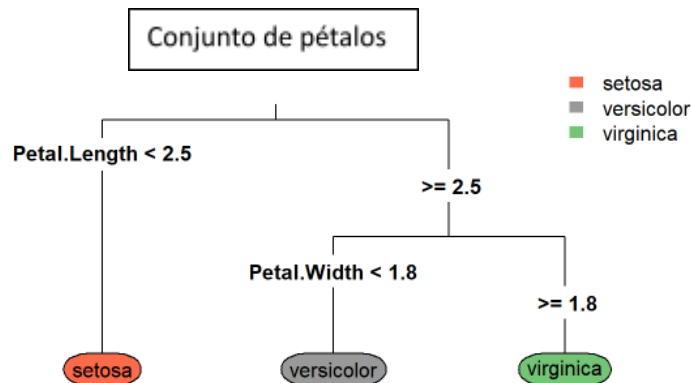 Conjunto de pétalos
setosa
versicolor
virginica
Petal.Length < 2.5
>= 2.5
Petal.Width < 1.8
>= 1.8
setosa
versicolor
virginica